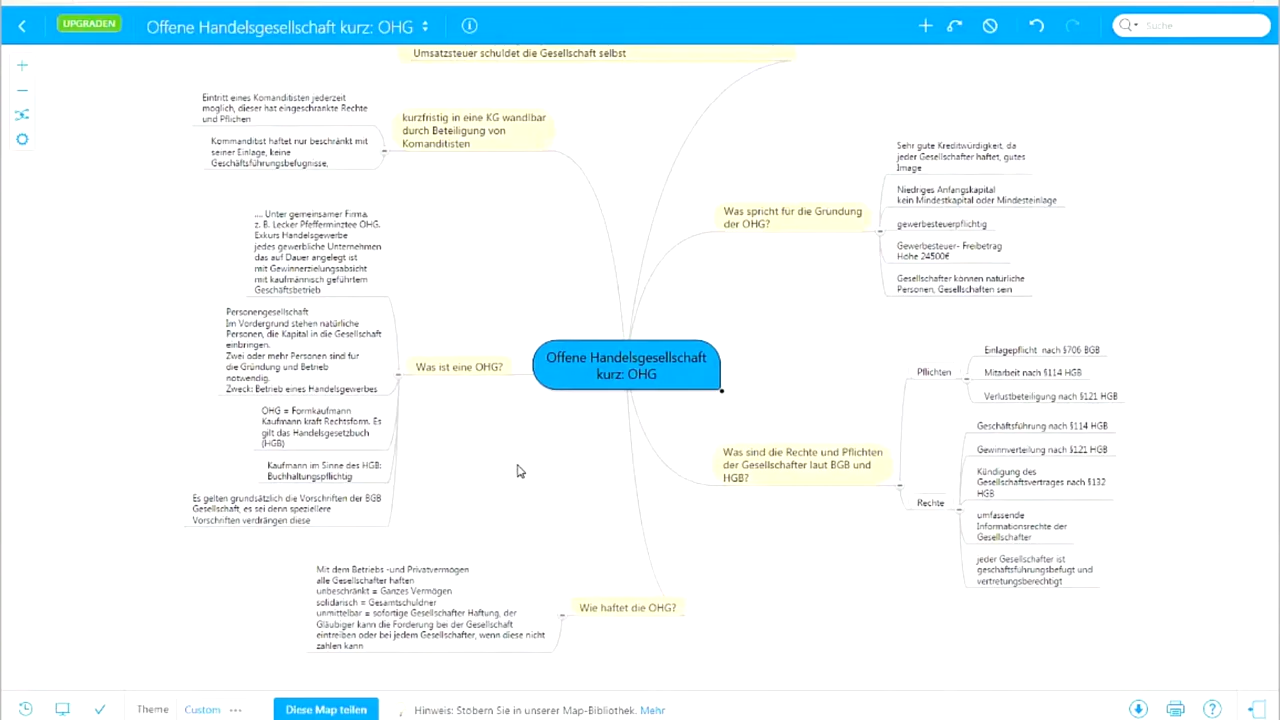 UPGRADEN
Offene Handelsgesellschaft kurz: OHG
Suche
Umsatzsteuer schuldet die Gesellschaft selbst
Eintritt eines Komanditisten jederzeit
moglich, dieser hat eingeschrankte Rechte
und Pflichen
Kommanditist haftet nur beschränkt mit
seiner Einlage, keine
Geschäftsführungsbefugnisse,
kurzfristig in eine KG wandlbar
durch Beteiligung von
Komanditisten
.... Unter gemeinsamer Firma.
z. B. Lecker Pfefferminztee OHG.
Exkurs Handelsgewerbe
jedes gewerbliche Unternehmen
das auf Dauer angelegt ist
mit Gewinnerzielungsabsicht
mit kaufmännisch geführtem
Geschäftsbetrieb
Personengesellschaft
Im Vordergrund stehen natürliche
Personen, die Kapital in die Gesellschaft
einbringen.
Zwei oder mehr Personen sind für
die Gründung und Betrieb
notwendig.
Zweck: Betrieb eines Handelsgewerbes
OHG = Formkaufmann
Kaufmann kraft Rechtsform. Es
gilt das Handelsgesetzbuch
(HGB)
Kaufmann im Sinne des HGB:
Buchhaltungspflichtig
Es gelten grundsätzlich die Vorschriften der BGB
Gesellschaft, es sei denn speziellere
Vorschriften verdrängen diese
Was ist eine OHG?
Offene Handelsgesellschaft
kurz: OHG
Mit dem Betriebs -und Privatvermögen
alle Gesellschafter haften
unbeschränkt = Ganzes Vermögen
solidarisch = Gesamtschuldner
unmittelbar = sofortige Gesellschafter Haftung, der
Gläubiger kann die Forderung bei der Gesellschaft
eintreiben oder bei jedem Gesellschafter, wenn diese nicht
zahlen kann
Wie haftet die OHG?
Was spricht für die Gründung
der OHG?
Sehr gute Kreditwürdigkeit, da
jeder Gesellschafter haftet, gutes
Image
Niedriges Anfangskapital
kein Mindestkapital oder Mindesteinlage
gewerbesteuerpflichtig
Gewerbesteuer- Freibetrag
Höhe 24500€
Gesellschafter können natürliche
Personen, Gesellschaften sein
Was sind die Rechte und Pflichten
der Gesellschafter laut BGB und
HGB?
Pflichten
Einlagepflicht nach §706 BGB
Mitarbeit nach §114 HGB
Verlustbeteiligung nach §121 HGB
Rechte
Geschäftsführung nach §114 HGB
Gewinnverteilung nach §121 HGB
Kündigung des
Gesellschaftsvertrages nach §132
HGB
umfassende
Informationsrechte der
Gesellschafter
jeder Gesellschafter ist
geschäftsführungsbefugt und
vertretungsberechtigt
Theme
Custom
Diese Map teilen
Hinweis: Stöbern Sie in unserer Map-Bibliothek. Mehr